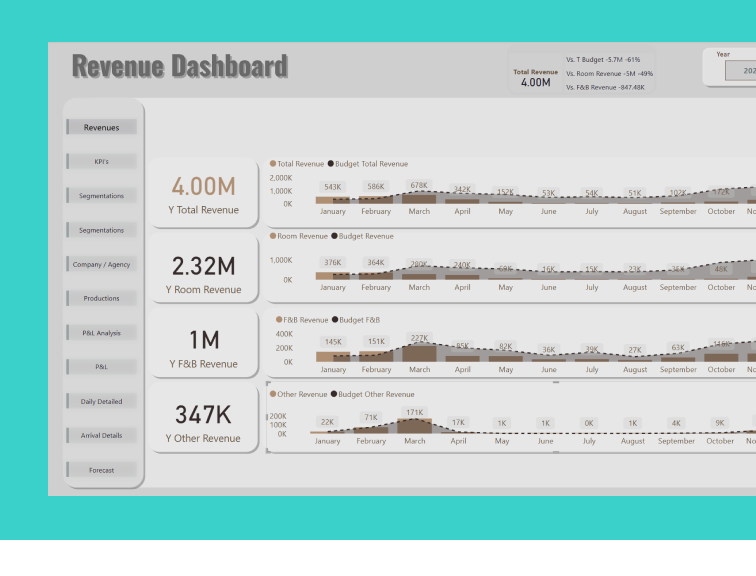 Revenue Dashboard
Total Revenue
4.00M
Vs. T Budget -5.7M -61%
Vs. Room Revenue -5M -49%
Vs. F&B Revenue -847.48K
Year
202
Revenues
KPI's
Segmentations
Segmentations
Company / Agency
Productions
P&L Analysis
P&L
Daily Detailed
Arrival Details
Forecast
4.00M
Y Total Revenue
Total Revenue Budget Total Revenue
2,000K
1,000K
0K
543K 586K 678K 342K 152K 53K 54K 51K 102K 172K
January February March April May June July August September October No
2.32M
Y Room Revenue
Room Revenue Budget Revenue
1,000K
0K
376K 364K 280K 240K 69K 16K 15K 23K 35K 48K
January February March April May June July August September October No
1M
Y F&B Revenue
F&B Revenue Budget F&B
400K
200K
0K
145K 151K 227K 85K 82K 36K 39K 27K 63K 115K
January February March April May June July August September October No
347K
Y Other Revenue
Other Revenue Budget Other Revenue
200K
100K
0K
22K 71K 171K 17K 1K 1K 0K 1K 4K 9K
January February March April May June July August September October No